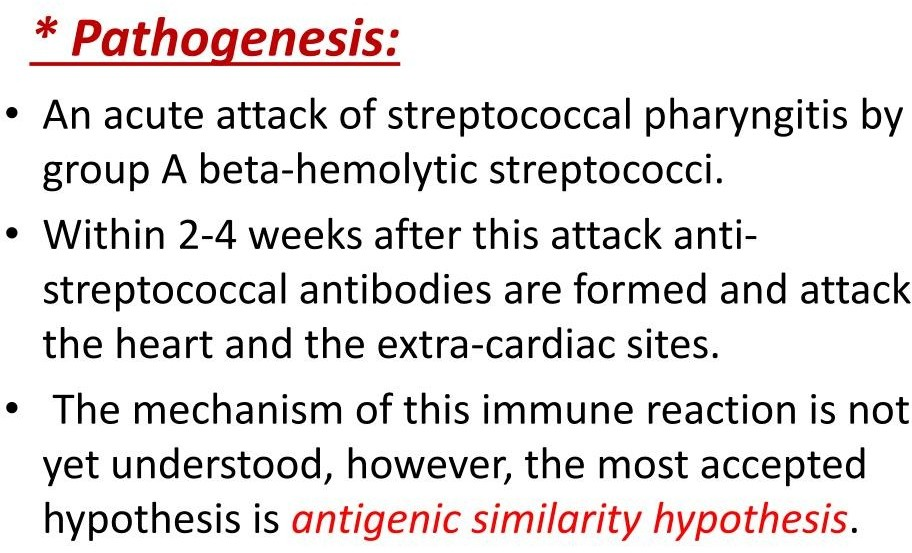 * Pathogenesis:
• An acute attack of streptococcal pharyngitis by
group A beta-hemolytic streptococci.
• Within 2-4 weeks after this attack anti-
streptococcal antibodies are formed and attack
the heart and the extra-cardiac sites.
• The mechanism of this immune reaction is not
yet understood, however, the most accepted
hypothesis is antigenic similarity hypothesis.